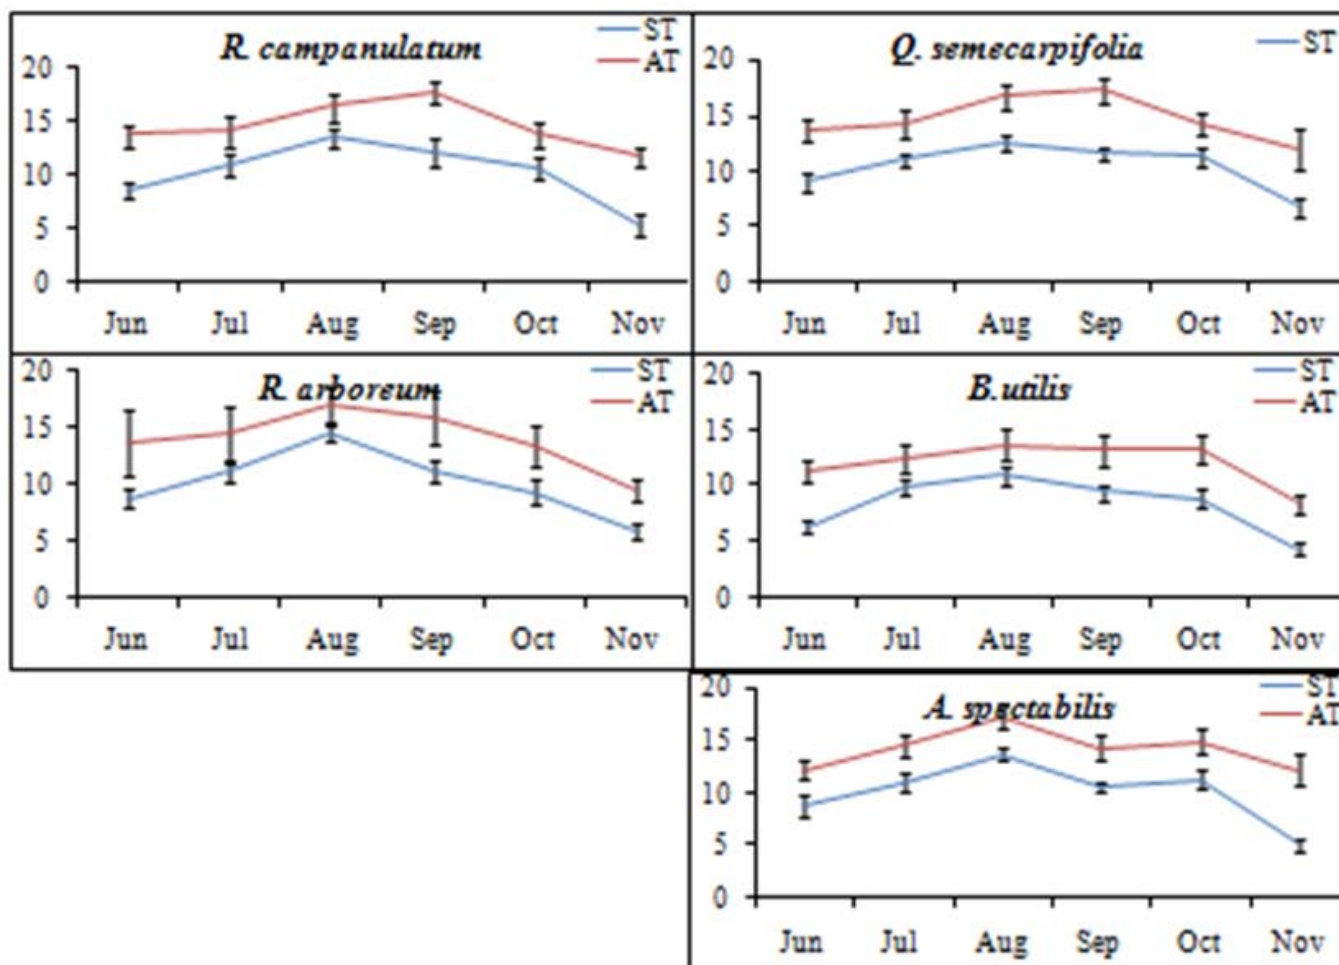 R. campanulatum
ST
AT
20
15
10
5
0
Jun Jul Aug Sep Oct Nov
Q. semecarpifolia
ST
20
15
10
5
0
Jun Jul Aug Sep Oct Nov
R. arboreum
ST
AT
20
15
10
5
0
Jun Jul Aug Sep Oct Nov
B.utilis
ST
AT
20
15
10
5
0
Jun Jul Aug Sep Oct Nov
A. spectabilis
ST
AT
20
15
10
5
0
Jun Jul Aug Sep Oct Nov